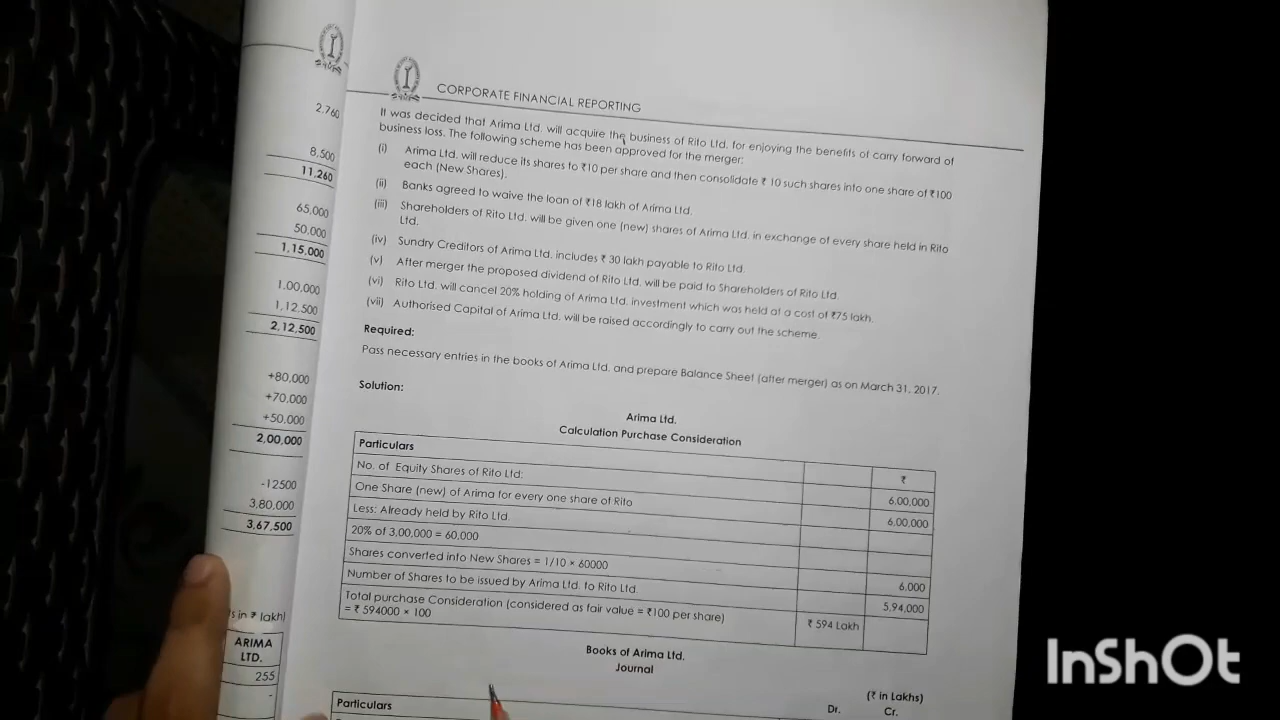 CORPORATE FINANCIAL REPORTING
It was decided that Arima Ltd. will acquire the business of Rito Ltd. for enjoying the benefits of carry forward of
business loss. The following scheme has been approved for the merger:
(i) Arima Ltd. will reduce its shares to ₹10 per share and then consolidate ₹ 10 such shares into one share of ₹100
each (New Shares).
(ii) Banks agreed to waive the loan of ₹18 lakh of Arima Ltd.
(iii) Shareholders of Rito Ltd. will be given one (new) shares of Arima Ltd. in exchange of every share held in Rito
Ltd.
(iv) Sundry Creditors of Arima Ltd. includes ₹ 30 lakh payable to Rito Ltd.
(v) After merger the proposed dividend of Rito Ltd. will be paid to Shareholders of Rito Ltd.
(vi) Rito Ltd. will cancel 20% holding of Arima Ltd. investment which was held at a cost of ₹75 lakh.
(vii) Authorised Capital of Arima Ltd. will be raised accordingly to carry out the scheme.
Required:
Pass necessary entries in the books of Arima Ltd. and prepare Balance Sheet (after merger) as on March 31, 2017.
Solution:
Arima Ltd.
Calculation Purchase Consideration
Particulars ₹
No. of Equity Shares of Rito Ltd: 6,00,000
One Share (new) of Arima for every one share of Rito 6,00,000
Less: Already held by Rito Ltd
20% of 3,00,000 = 60,000
Shares converted into New Shares = 1/10 × 60000 6,000
Number of Shares to be issued by Arima Ltd. to Rito Ltd. 5,94,000
Total purchase Consideration (considered as fair value = ₹100 per share) ₹ 594 Lakh
= ₹ 594000 × 100
Books of Arima Ltd.
Journal
(₹ in Lakhs)
Particulars Dr. Cr.
2,760
8,500
11,260
65,000
50,000
1,15,000
1,00,000
1,12,500
2,12,500
+80,000
+70,000
+50,000
2,00,000
-12500
3,80,000
3,67,500
s in ₹ lakh)
ARIMA
LTD.
255
-
InShOt